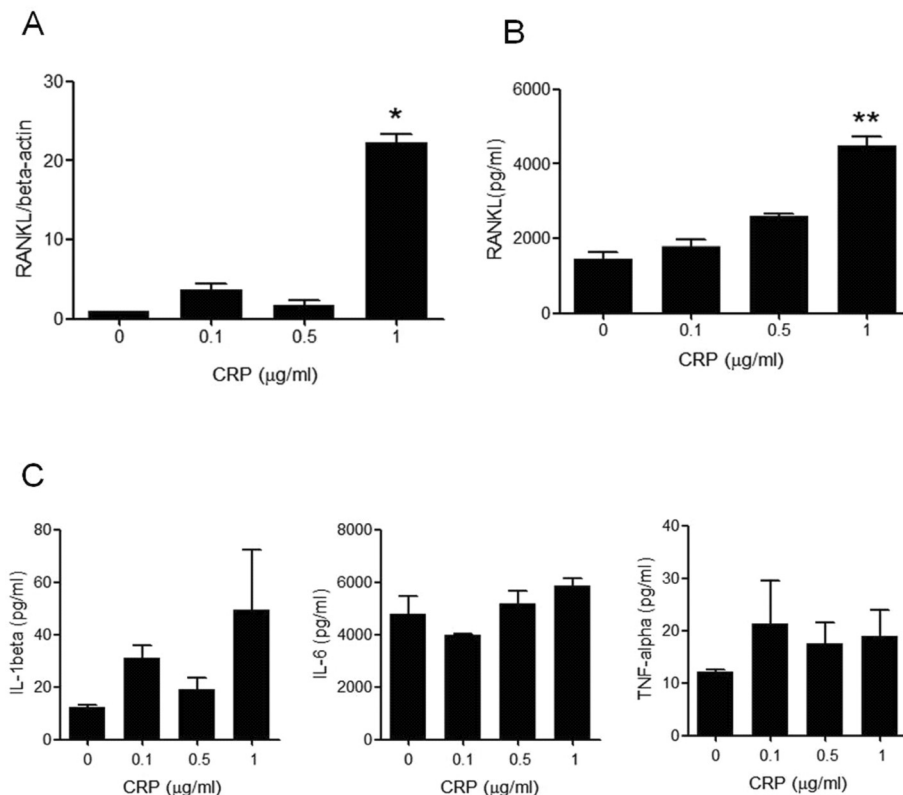 A
RANKL/beta-actin
30
20
10
0
*
0 0.1 0.5 1
CRP (μg/ml)
B
RANKL(pg/ml)
6000
4000
2000
0
**
0 0.1 0.5 1
CRP (μg/ml)
C
IL-1beta (pg/ml)
80
60
40
20
0
0 0.1 0.5 1
CRP (μg/ml)
IL-6 (pg/ml)
8000
6000
4000
2000
0
0 0.1 0.5 1
CRP (μg/ml)
TNF-alpha (pg/ml)
40
30
20
10
0
0 0.1 0.5 1
CRP (μg/ml)